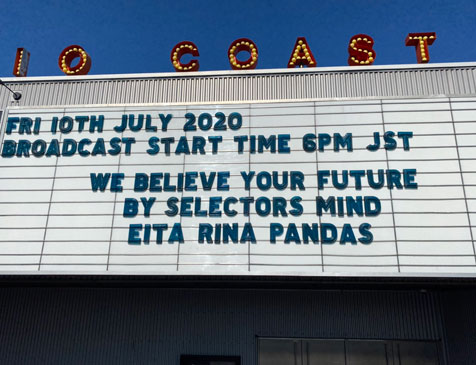 IO COAST
FRI 10TH JULY 2020
BROADCAST START TIME 6PM JST
WE BELIEVE YOUR FUTURE
BY SELECTORS MIND
EITA RINA PANDAS